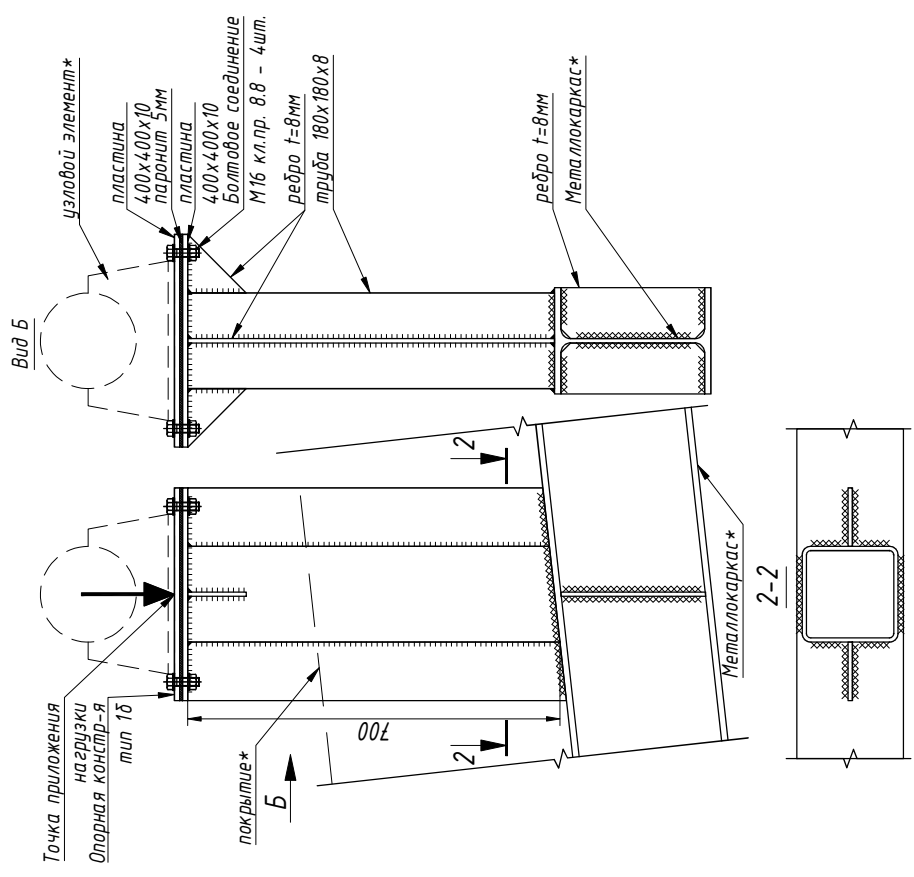 Вид Б
узловой элемент*
пластина
400х400х10
паронит 5мм
пластина
400х400х10
Болтовое соединение
М16 кл.пр. 8.8 - 4шт.
ребро t=8мм
труба 180х180х8
ребро t=8мм
Металлокаркас*
Точка приложения
нагрузки
Опорная констр-я
тип 1б
покрытие*
Б
700
2
2
Металлокаркас*
2-2